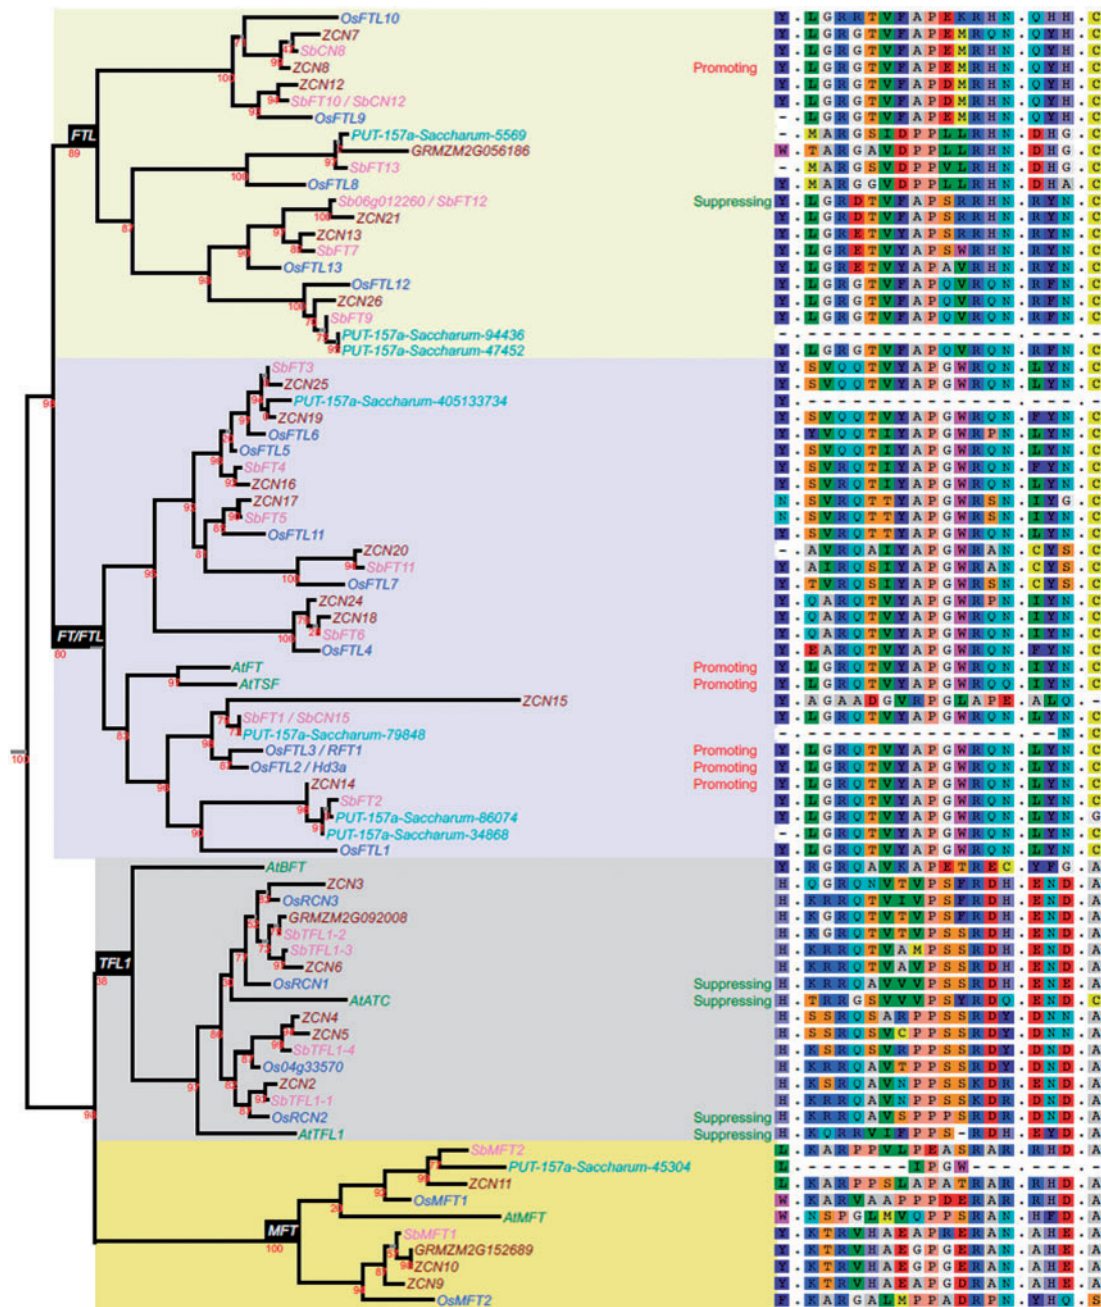 OsFTL10 Y . L G R R T V F A P E K R H N . Q H H . C
ZCN7 Y . L G R G T V F A P E M R Q N . Q Y H . C
SbCN8 Y . L G R G T V F A P E M R H N . Q Y H . C
ZCN8 Promoting Y . L G R G T V F A P E M R H N . Q Y H . C
ZCN12 Y . L G R G T V F A P D M R H N . Q Y H . C
SbFT10 / SbCN12 Y . L G R G T V F A P D M R H N . Q Y H . C
OsFTL9 - . L G R G T V F A P E M R H N . Q Y H . C
FTL
89
PUT-157a-Saccharum-5569 - . M A R G S I D P P L L R H N . D H G . C
GRMZM2G056186 W . T A R G A V D P P L L R H N . D H G . C
SbFT13 - . M A R G S V D P P V L R H N . D H G . C
OsFTL8 Y . M A R G G V D P P L L R H N . D H A . C
Sb06g012260 / SbFT12 Suppressing Y . L G R D T V F A P S R R H N . R Y N . C
ZCN21 Y . L G R D T V F A P S R R H N . R Y N . C
ZCN13 Y . L G R E T V Y A P S R R H N . R Y N . C
SbFT7 Y . L G R E T V Y A P S W R H N . R Y N . C
OsFTL13 Y . L G R E T V Y A P A V R H N . R Y N . C
OsFTL12 Y . L G R G T V F A P Q V R Q N . R F N . C
ZCN26 Y . L G R G T V F A P Q V R Q N . R F N . C
SbFT9 Y . L G R G T V F A P Q V R Q N . R F N . C
PUT-157a-Saccharum-94436
PUT-157a-Saccharum-47452 Y . L G R G T V F A P Q V R Q N . R F N . C
SbFT3 Y . S V Q Q T V Y A P G W R Q N . L Y N . C
ZCN25 Y . S V Q Q T V Y A P G W R Q N . L Y N . C
PUT-157a-Saccharum-405133734 Y
ZCN19 Y . S V Q Q T V Y A P G W R Q N . F Y N . C
OsFTL6 Y . Y V Q Q T I Y A P G W R P N . L Y N . C
OsFTL5 Y . S V Q Q T I Y A P G W R Q N . L Y N . C
SbFT4 Y . S V R Q T I Y A P G W R Q N . F Y N . C
ZCN16 Y . S V R Q T I Y A P G W R Q N . L Y N . C
ZCN17 N . S V R Q T T Y A P G W R S N . I Y G . C
SbFT5 N . S V R Q T T Y A P G W R S N . I Y N . C
OsFTL11 Y . S V R Q T T Y A P G W R Q N . L Y N . C
ZCN20 - . A V R Q A I Y A P G W R A N . C Y S . C
SbFT11 Y . A I R Q S I Y A P G W R S N . C Y S . C
OsFTL7 Y . T V R Q S I Y A P G W R S N . C Y S . C
ZCN24 Y . Q A R Q T V Y A P G W R P N . I Y N . C
ZCN18 Y . Q A R Q T V Y A P G W R Q N . I Y N . C
FT/FTL
80
SbFT6 Y . Q A R Q T V Y A P G W R Q N . I Y N . C
OsFTL4 Y . E A R Q T V Y A P G W R Q N . F Y N . C
AtFT Promoting Y . L G R Q T V Y A P G W R Q N . I Y N . C
AtTSF Promoting Y . L G R Q T V Y A P G W R Q N . I Y N . C
ZCN15 Y . A G A A D G V R P G L A P E . A L Q . -
SbFT1 / SbCN15 Y . L G R Q T V Y A P G W R Q N . L Y N . C
PUT-157a-Saccharum-79848 N C
OsFTL3 / RFT1 Promoting Y . L G R Q T V Y A P G W R Q N . L Y N . C
OsFTL2 / Hd3a Promoting Y . L G R Q T V Y A P G W R Q N . L Y N . C
ZCN14 Promoting Y . L G R Q T V Y A P G W R Q N . L Y N . C
SbFT2 Y . L G R Q T V Y A P G W R Q N . L Y N . C
PUT-157a-Saccharum-86074 Y . L G R Q T V Y A P G W R Q N . L Y N . G
PUT-157a-Saccharum-34868 - . L G R Q T V Y A P G W R Q N . L Y N . C
OsFTL1 Y . L G R Q T V Y A P G W R Q N . L Y N . C
AtBFT Y . R G R Q A V K A P E T R E C . Y F G . A
ZCN3 H . Q G R Q N V T V P S F R D H . E N D . A
OsRCN3 H . K R R Q T V I V P S F R D H . E N D . A
GRMZM2G092008 H . K G R Q T V T V P S F R D H . E N D . A
SbTFL1-2 H . K G R Q T V T V P S S R D H . E N D . A
SbTFL1-3 H . K R R Q T V A M P S S R D H . E N D . A
TFL1
38
ZCN6 H . K R R Q T V A V P S S R D H . E N D . A
OsRCN1 Suppressing H . K R R Q A V V V P S S R D H . E N E . A
AtATC Suppressing H . T R R G S V V V P S Y R D Q . E N D . C
ZCN4 H . S S R Q S A R P P S S R D Y . D N N . A
ZCN5 H . S S R Q S V C P P S S R D Y . D N N . A
SbTFL1-4 H . K S R Q S V R P P S S R D Y . D N D . A
Os04g33570 H . K R R Q A V T P P S S R D Y . D N D . A
ZCN2 H . K S R Q A V N P P S S K D R . D N D . A
SbTFL1-1 H . K R R Q A V N P P S S K D R . D N D . A
OsRCN2 Suppressing H . K R R Q A V S P P P S R D R . D N D . A
AtTFL1 Suppressing H . K Q R R V I F P P S - R D H . E Y D . A
SbMFT2 L . K A R P P V L P E A S R A R . R H D . A
PUT-157a-Saccharum-45304 L . I P G W
ZCN11 L . K A R P P S L A P A T R A R . R H D . A
OsMFT1 W . K A R V A A P P P D E R A R . R H D . A
AtMFT W . N S P G L M V Q P P S R A N . H F D . A
MFT
100
SbMFT1 Y . K T R V H A E A P R E R A N . A H E . A
GRMZM2G152689 Y . K T R V H A E G P G E R A N . A H E . A
ZCN10 Y . K T R V H A E G P G E R A N . A H E . A
ZCN9 Y . K T R V H A E A P G D R A N . A H E . A
OsMFT2 F . K A R G A L M P P A D R P N . Y H Q . S